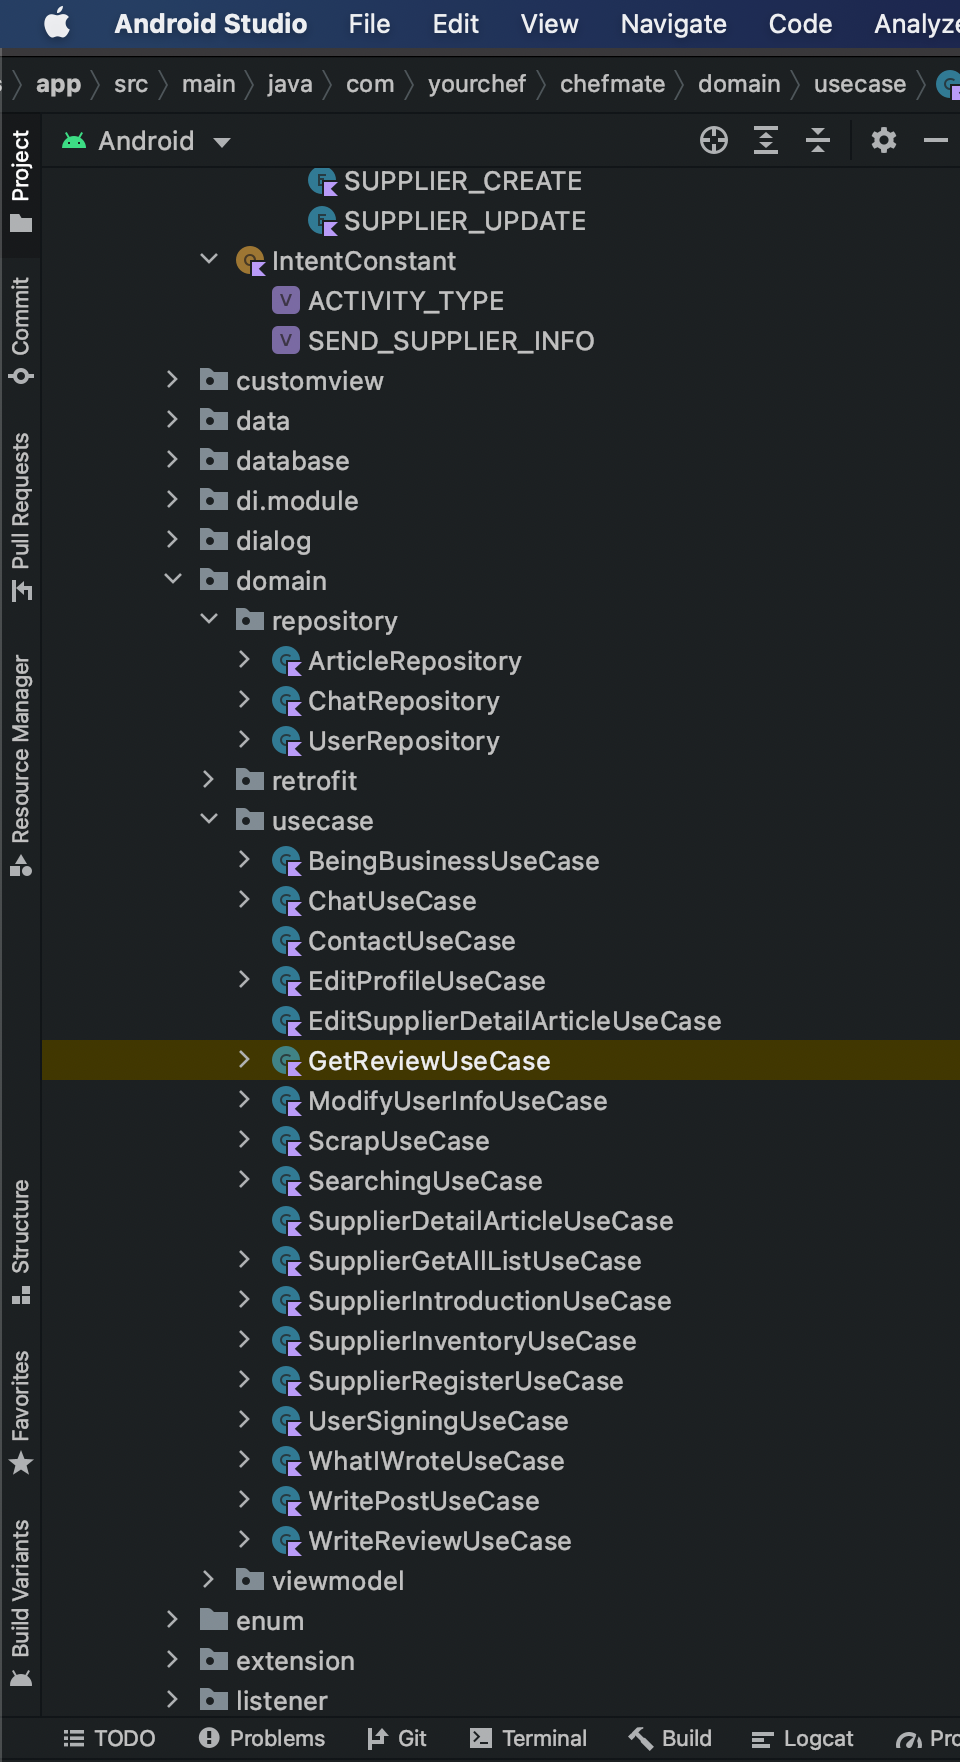 Android Studio File Edit View Navigate Code Analyze
app src main java com yourchef chefmate domain usecase
Project
Android
SUPPLIER_CREATE
SUPPLIER_UPDATE
IntentConstant
ACTIVITY_TYPE
SEND_SUPPLIER_INFO
customview
data
database
di.module
dialog
domain
repository
ArticleRepository
ChatRepository
UserRepository
retrofit
usecase
BeingBusinessUseCase
ChatUseCase
ContactUseCase
EditProfileUseCase
EditSupplierDetailArticleUseCase
GetReviewUseCase
ModifyUserInfoUseCase
ScrapUseCase
SearchingUseCase
SupplierDetailArticleUseCase
SupplierGetAllListUseCase
SupplierIntroductionUseCase
SupplierInventoryUseCase
SupplierRegisterUseCase
UserSigningUseCase
WhatIWroteUseCase
WritePostUseCase
WriteReviewUseCase
viewmodel
enum
extension
listener
Commit
Pull Requests
Resource Manager
Structure
Favorites
Build Variants
TODO Problems Git Terminal Build Logcat Pro